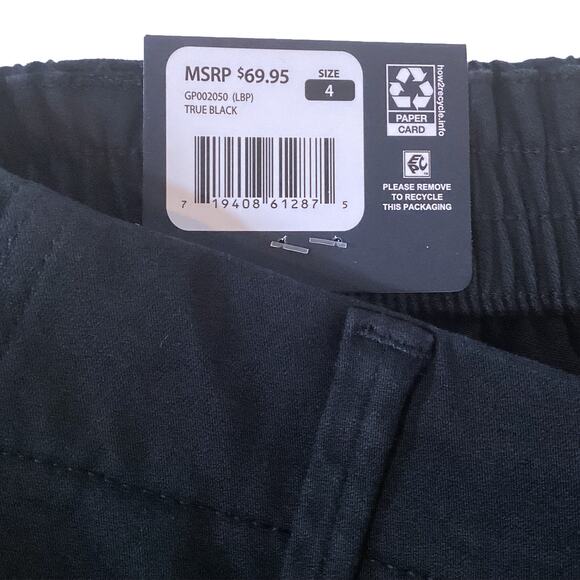 MSRP $69.95
SIZE
4
GP002050 (LBP)
TRUE BLACK
7 19408 61287 5
how2recycle.info
PAPER
CARD
PLEASE REMOVE
TO RECYCLE
THIS PACKAGING